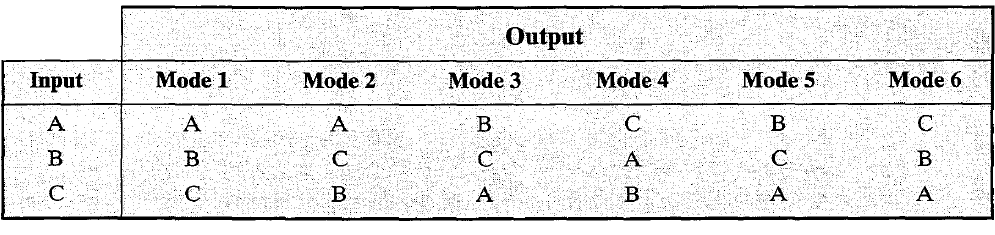 Output
Input Mode 1 Mode 2 Mode 3 Mode 4 Mode 5 Mode 6
A A A B C B C
B B C C A C B
C C B A B A A